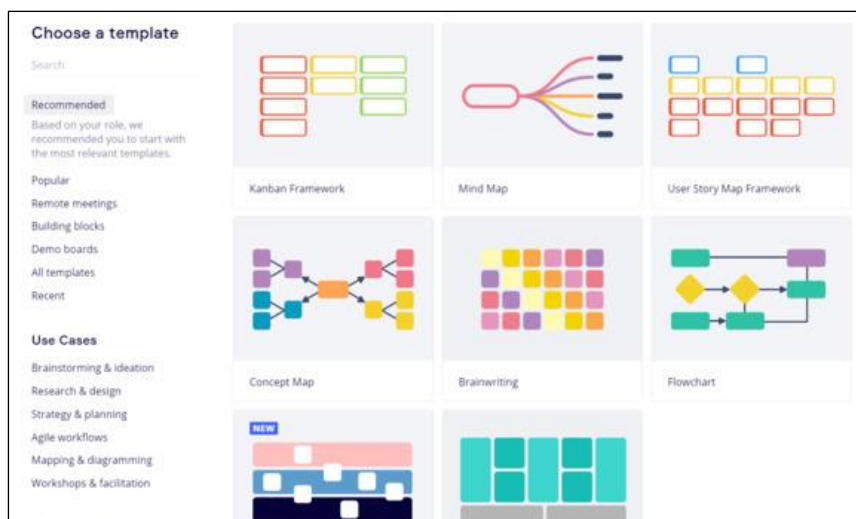 Choose a template
Search
Recommended
Based on your role, we
recommended you to start with
the most relevant templates.
Popular
Remote meetings
Building blocks
Demo boards
All templates
Recent
Use Cases
Brainstorming & ideation
Research & design
Strategy & planning
Agile workflows
Mapping & diagramming
Workshops & facilitation
Kanban Framework
Mind Map
User Story Map Framework
Concept Map
Brainwriting
Flowchart
NEW